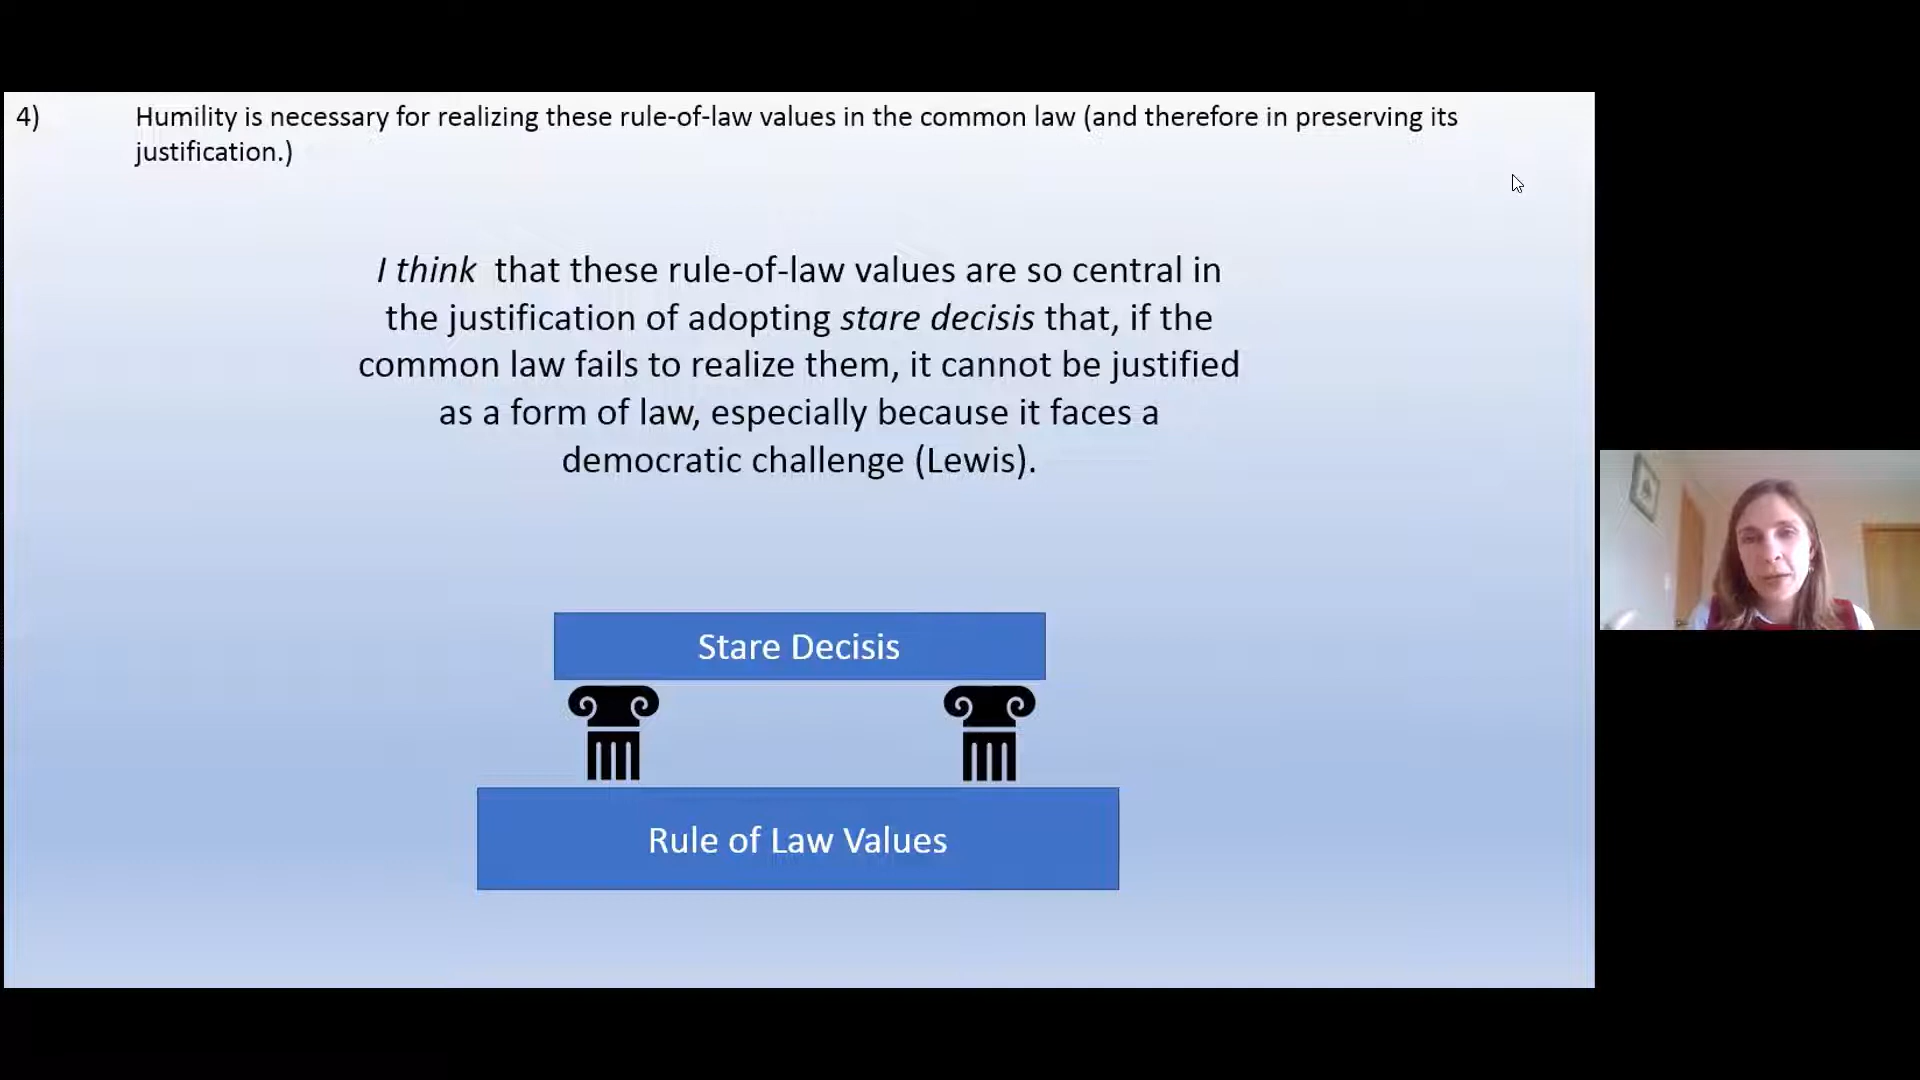 4) Humility is necessary for realizing these rule-of-law values in the common law (and therefore in preserving its
justification.)
I think that these rule-of-law values are so central in
the justification of adopting stare decisis that, if the
common law fails to realize them, it cannot be justified
as a form of law, especially because it faces a
democratic challenge (Lewis).
Stare Decisis
Rule of Law Values